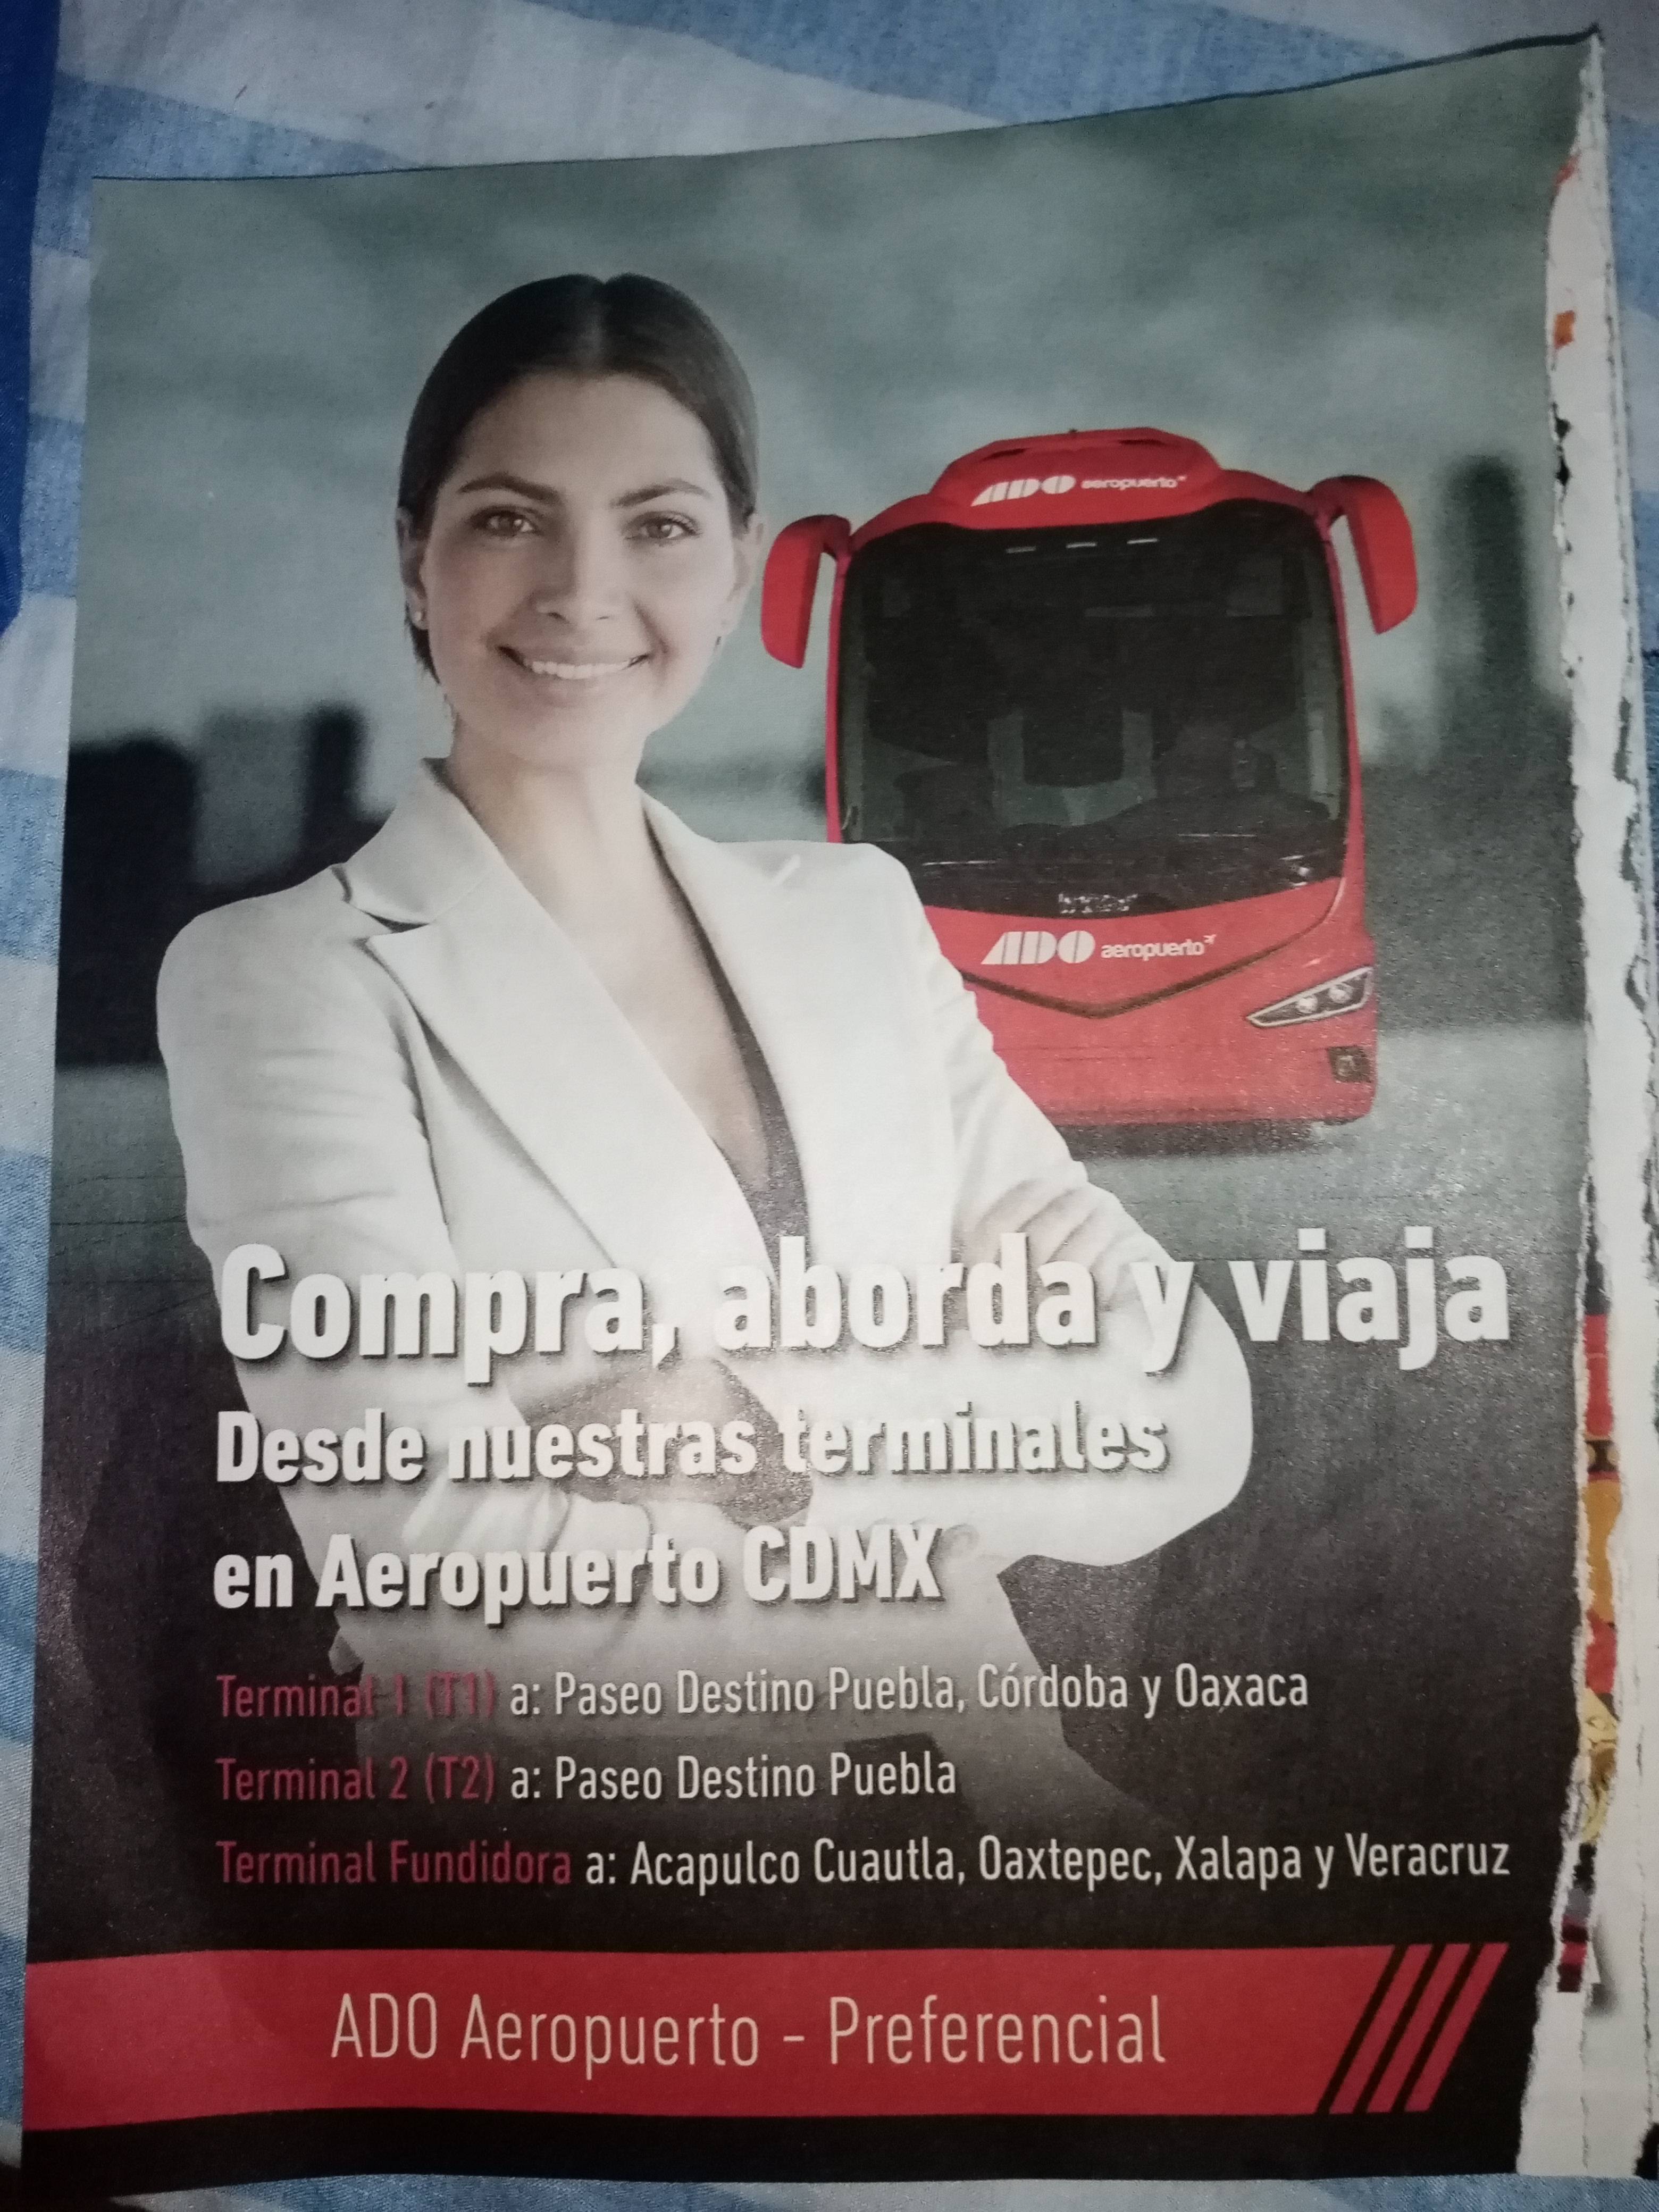 ADO aeropuerto
ADO aeropuerto
Compra, aborda y viaja
Desde nuestras terminales
en Aeropuerto CDMX
Terminal 1 (T1) a: Paseo Destino Puebla, Córdoba y Oaxaca
Terminal 2 (T2) a: Paseo Destino Puebla
Terminal Fundidora a: Acapulco Cuautla, Oaxtepec, Xalapa y Veracruz
ADO Aeropuerto - Preferencial